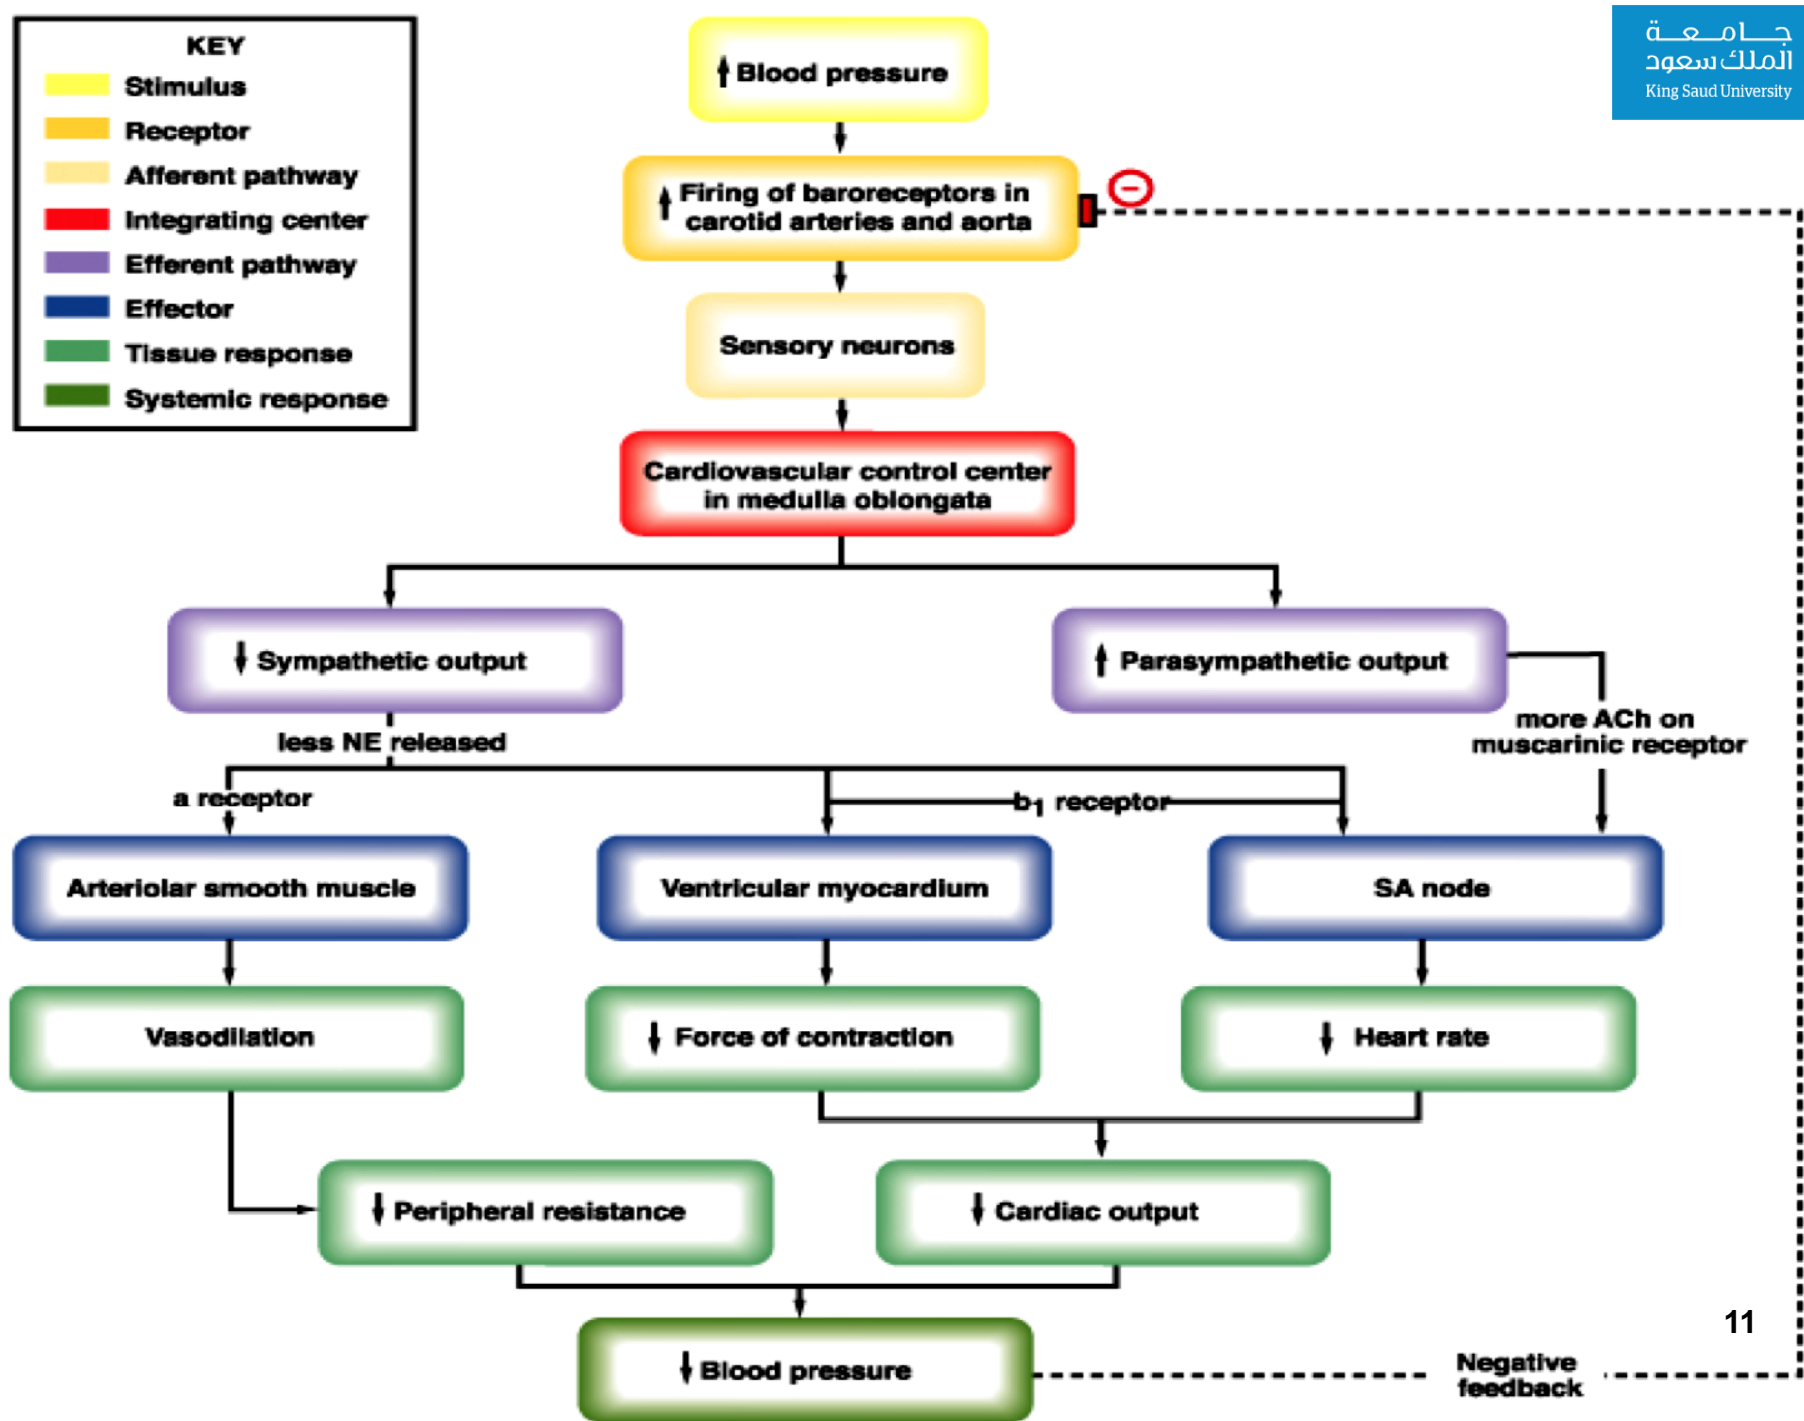 KEY
Stimulus
Receptor
Afferent pathway
Integrating center
Efferent pathway
Effector
Tissue response
Systemic response
جـامـعـة
الملك سعود
King Saud University
↑ Blood pressure
↑ Firing of baroreceptors in
carotid arteries and aorta
−
Sensory neurons
Cardiovascular control center
in medulla oblongata
↓ Sympathetic output
↑ Parasympathetic output
less NE released
more ACh on
muscarinic receptor
a receptor
b₁ receptor
Arteriolar smooth muscle
Ventricular myocardium
SA node
Vasodilation
↓ Force of contraction
↓ Heart rate
↓ Peripheral resistance
↓ Cardiac output
↓ Blood pressure
Negative
feedback
11